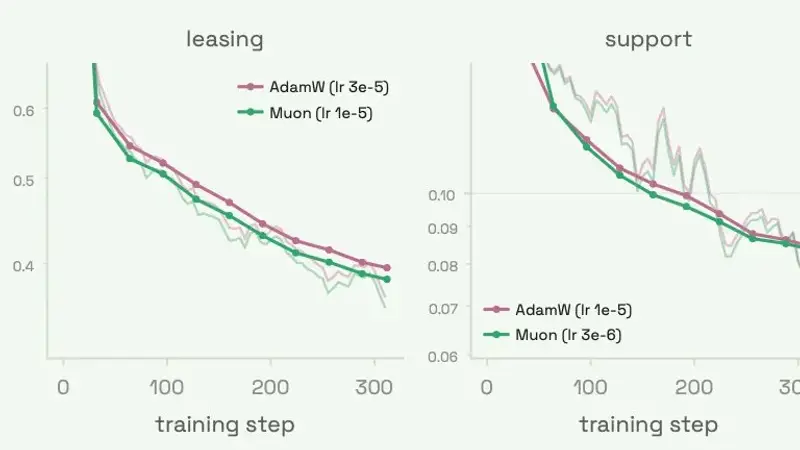 leasing
AdamW (lr 3e-5)
Muon (lr 1e-5)
0.6
0.5
0.4
0
100
200
300
training step
support
0.10
0.09
0.08
0.07
0.06
AdamW (lr 1e-5)
Muon (lr 3e-6)
0
100
200
training step